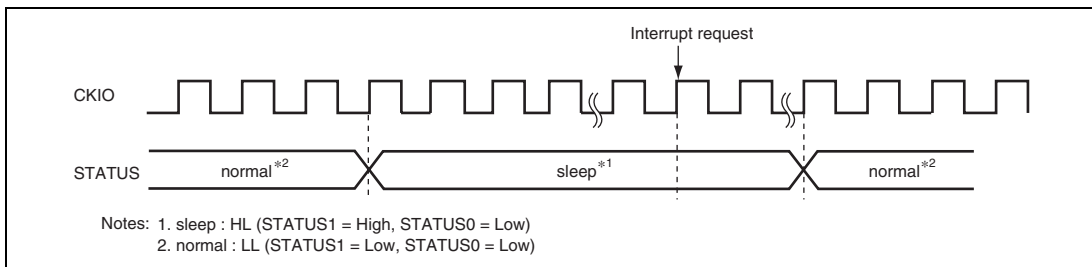 Interrupt request
CKIO
STATUS normal*2 sleep*1 normal*2
Notes: 1. sleep : HL (STATUS1 = High, STATUS0 = Low)
2. normal : LL (STATUS1 = Low, STATUS0 = Low)